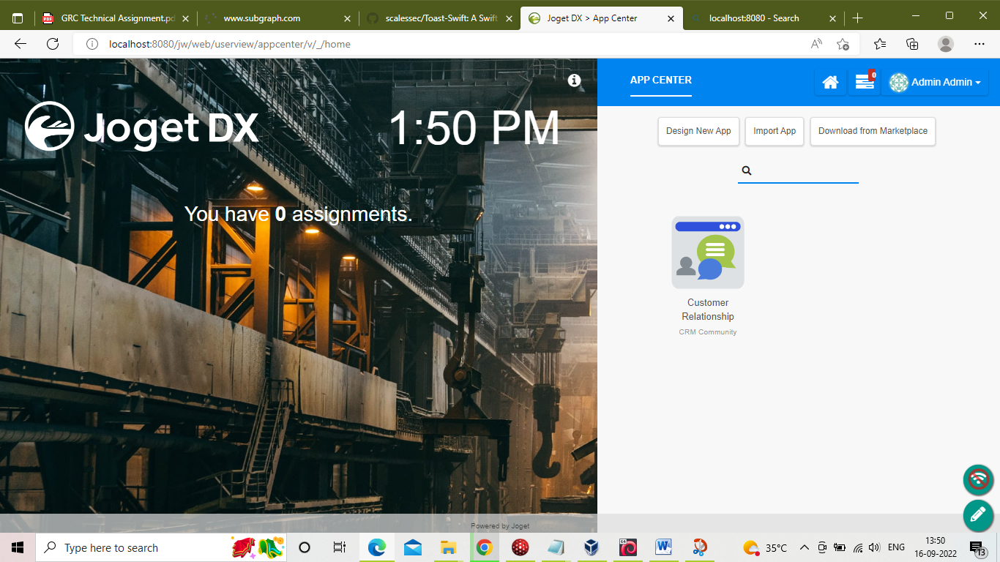 GRC Technical Assignment.pd
www.subgraph.com
scalessec/Toast-Swift: A Swift
Joget DX > App Center
localhost:8080 - Search
localhost:8080/jw/web/userview/appcenter/v/_/home
Joget DX
1:50 PM
You have 0 assignments.
Powered by Joget
APP CENTER
0
Admin Admin
Design New App
Import App
Download from Marketplace
Customer
Relationship
CRM Community
Type here to search
35°C
ENG
13:50
16-09-2022
13